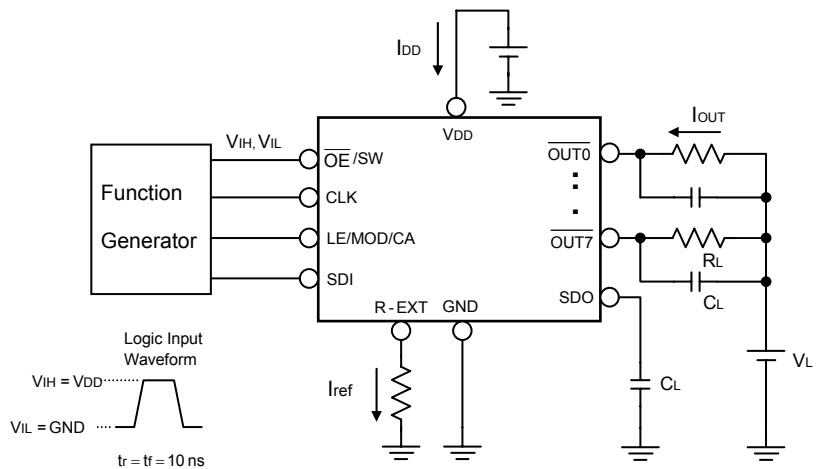 IDD
VDD
VIH, VIL
Function
Generator
OE/SW
CLK
LE/MOD/CA
SDI
R-EXT
GND
OUT0
OUT7
SDO
IOUT
RL
CL
CL
VL
Iref
Logic Input
Waveform
VIH = VDD
VIL = GND
tr = tf = 10 ns